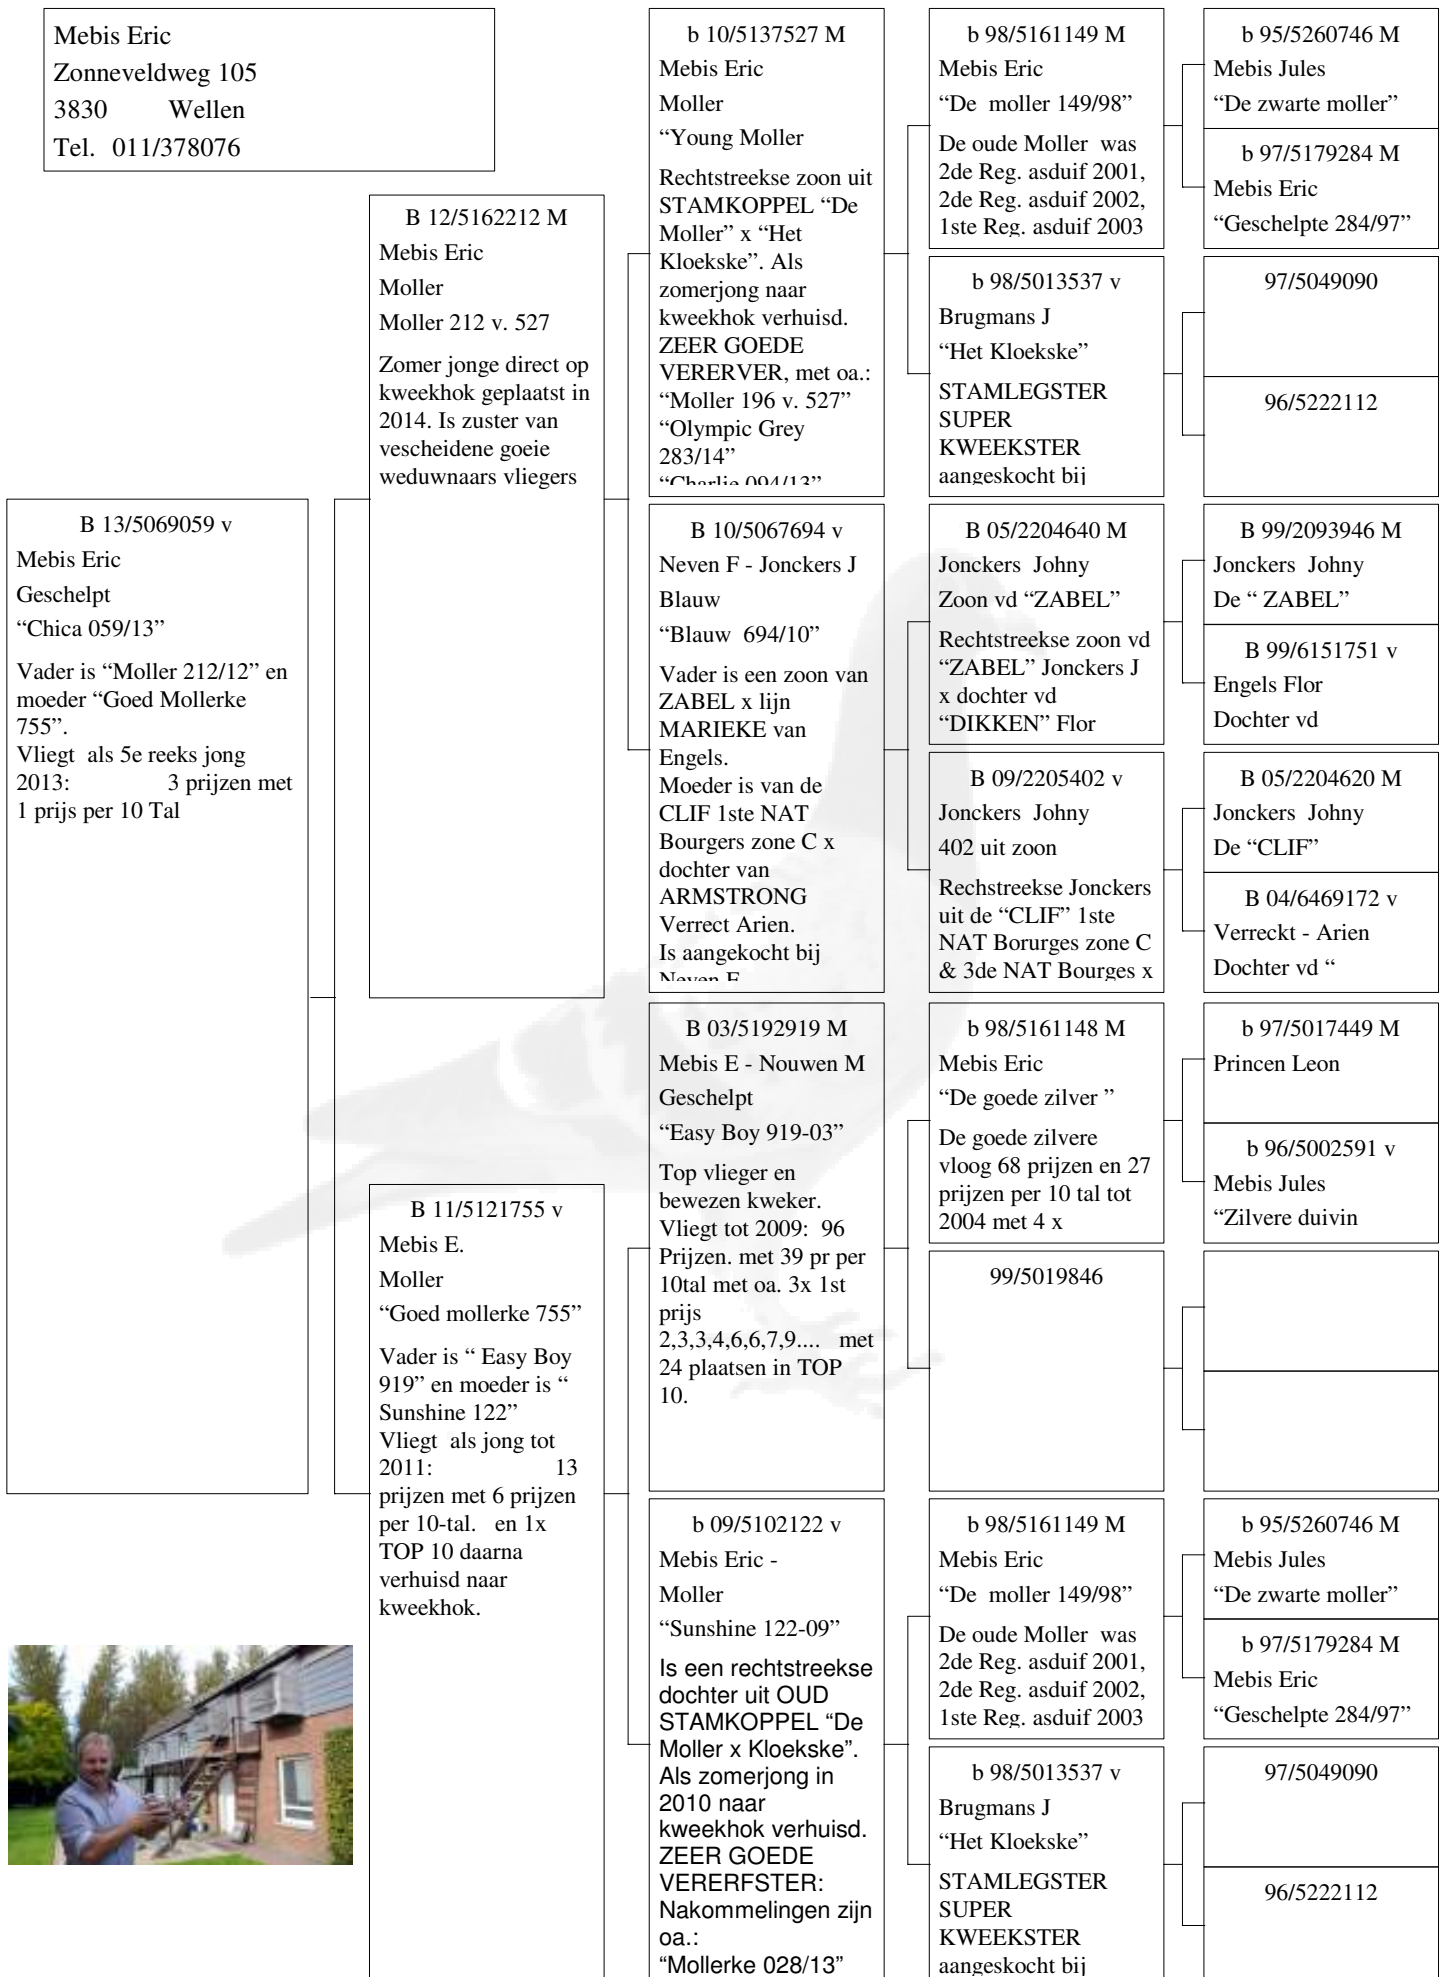 Mebis Eric
Zonneveldweg 105
3830 Wellen
Tel. 011/378076
B 13/5069059 v
Mebis Eric
Geschelpt
“Chica 059/13”
Vader is “Moller 212/12” en
moeder “Goed Mollerke
755”.
Vliegt als 5e reeks jong
2013: 3 prijzen met
1 prijs per 10 Tal
B 12/5162212 M
Mebis Eric
Moller
Moller 212 v. 527
Zomer jonge direct op
kweekhok geplaatst in
2014. Is zuster van
vescheidene goeie
weduwnaars vliegers
B 11/5121755 v
Mebis E.
Moller
“Goed mollerke 755”
Vader is “ Easy Boy
919” en moeder is “
Sunshine 122”
Vliegt als jong tot
2011: 13
prijzen met 6 prijzen
per 10-tal. en 1x
TOP 10 daarna
verhuisd naar
kweekhok.
b 10/5137527 M
Mebis Eric
Moller
“Young Moller
Rechtstreekse zoon uit
STAMKOPPEL “De
Moller” x “Het
Kloekske”. Als
zomerjong naar
kweekhok verhuisd.
ZEER GOEDE
VERERVER, met oa.:
“Moller 196 v. 527”
“Olympic Grey
283/14”
“Charlie 094/13”
B 10/5067694 v
Neven F - Jonckers J
Blauw
“Blauw 694/10”
Vader is een zoon van
ZABEL x lijn
MARIEKE van
Engels.
Moeder is van de
CLIF 1ste NAT
Bourgers zone C x
dochter van
ARMSTRONG
Verrect Arien.
Is aangekocht bij
Neven F
B 03/5192919 M
Mebis E - Nouwen M
Geschelpt
“Easy Boy 919-03”
Top vlieger en
bewezen kweker.
Vliegt tot 2009: 96
Prijzen. met 39 pr per
10tal met oa. 3x 1st
prijs
2,3,3,4,6,6,7,9.... met
24 plaatsen in TOP
10.
b 09/5102122 v
Mebis Eric -
Moller
“Sunshine 122-09”
Is een rechtstreekse
dochter uit OUD
STAMKOPPEL “De
Moller x Kloekske”.
Als zomerjong in
2010 naar
kweekhok verhuisd.
ZEER GOEDE
VERERFSTER:
Nakommelingen zijn
oa.:
“Mollerke 028/13”
b 98/5161149 M
Mebis Eric
“De moller 149/98”
De oude Moller was
2de Reg. asduif 2001,
2de Reg. asduif 2002,
1ste Reg. asduif 2003
b 98/5013537 v
Brugmans J
“Het Kloekske”
STAMLEGSTER
SUPER
KWEEKSTER
aangeskocht bij
B 05/2204640 M
Jonckers Johny
Zoon vd “ZABEL”
Rechtstreekse zoon vd
“ZABEL” Jonckers J
x dochter vd
“DIKKEN” Flor
B 09/2205402 v
Jonckers Johny
402 uit zoon
Rechstreekse Jonckers
uit de “CLIF” 1ste
NAT Borurges zone C
& 3de NAT Bourges x
b 98/5161148 M
Mebis Eric
“De goede zilver ”
De goede zilvere
vloog 68 prijzen en 27
prijzen per 10 tal tot
2004 met 4 x
99/5019846
b 98/5161149 M
Mebis Eric
“De moller 149/98”
De oude Moller was
2de Reg. asduif 2001,
2de Reg. asduif 2002,
1ste Reg. asduif 2003
b 98/5013537 v
Brugmans J
“Het Kloekske”
STAMLEGSTER
SUPER
KWEEKSTER
aangeskocht bij
b 95/5260746 M
Mebis Jules
“De zwarte moller”
b 97/5179284 M
Mebis Eric
“Geschelpte 284/97”
97/5049090
96/5222112
B 99/2093946 M
Jonckers Johny
De “ ZABEL”
B 99/6151751 v
Engels Flor
Dochter vd
B 05/2204620 M
Jonckers Johny
De “CLIF”
B 04/6469172 v
Verreckt - Arien
Dochter vd “
b 97/5017449 M
Princen Leon
b 96/5002591 v
Mebis Jules
“Zilvere duivin
b 95/5260746 M
Mebis Jules
“De zwarte moller”
b 97/5179284 M
Mebis Eric
“Geschelpte 284/97”
97/5049090
96/5222112